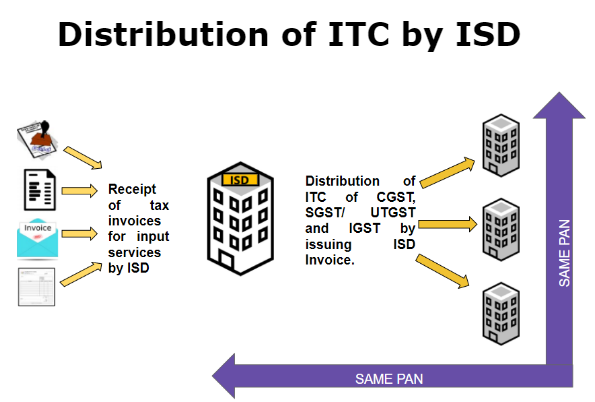 Distribution of ITC by ISD
Receipt
of tax
invoices
for input
services
by ISD
Invoice
ISD
Distribution of
ITC of CGST,
SGST/ UTGST
and IGST by
issuing ISD
Invoice.
SAME PAN
SAME PAN